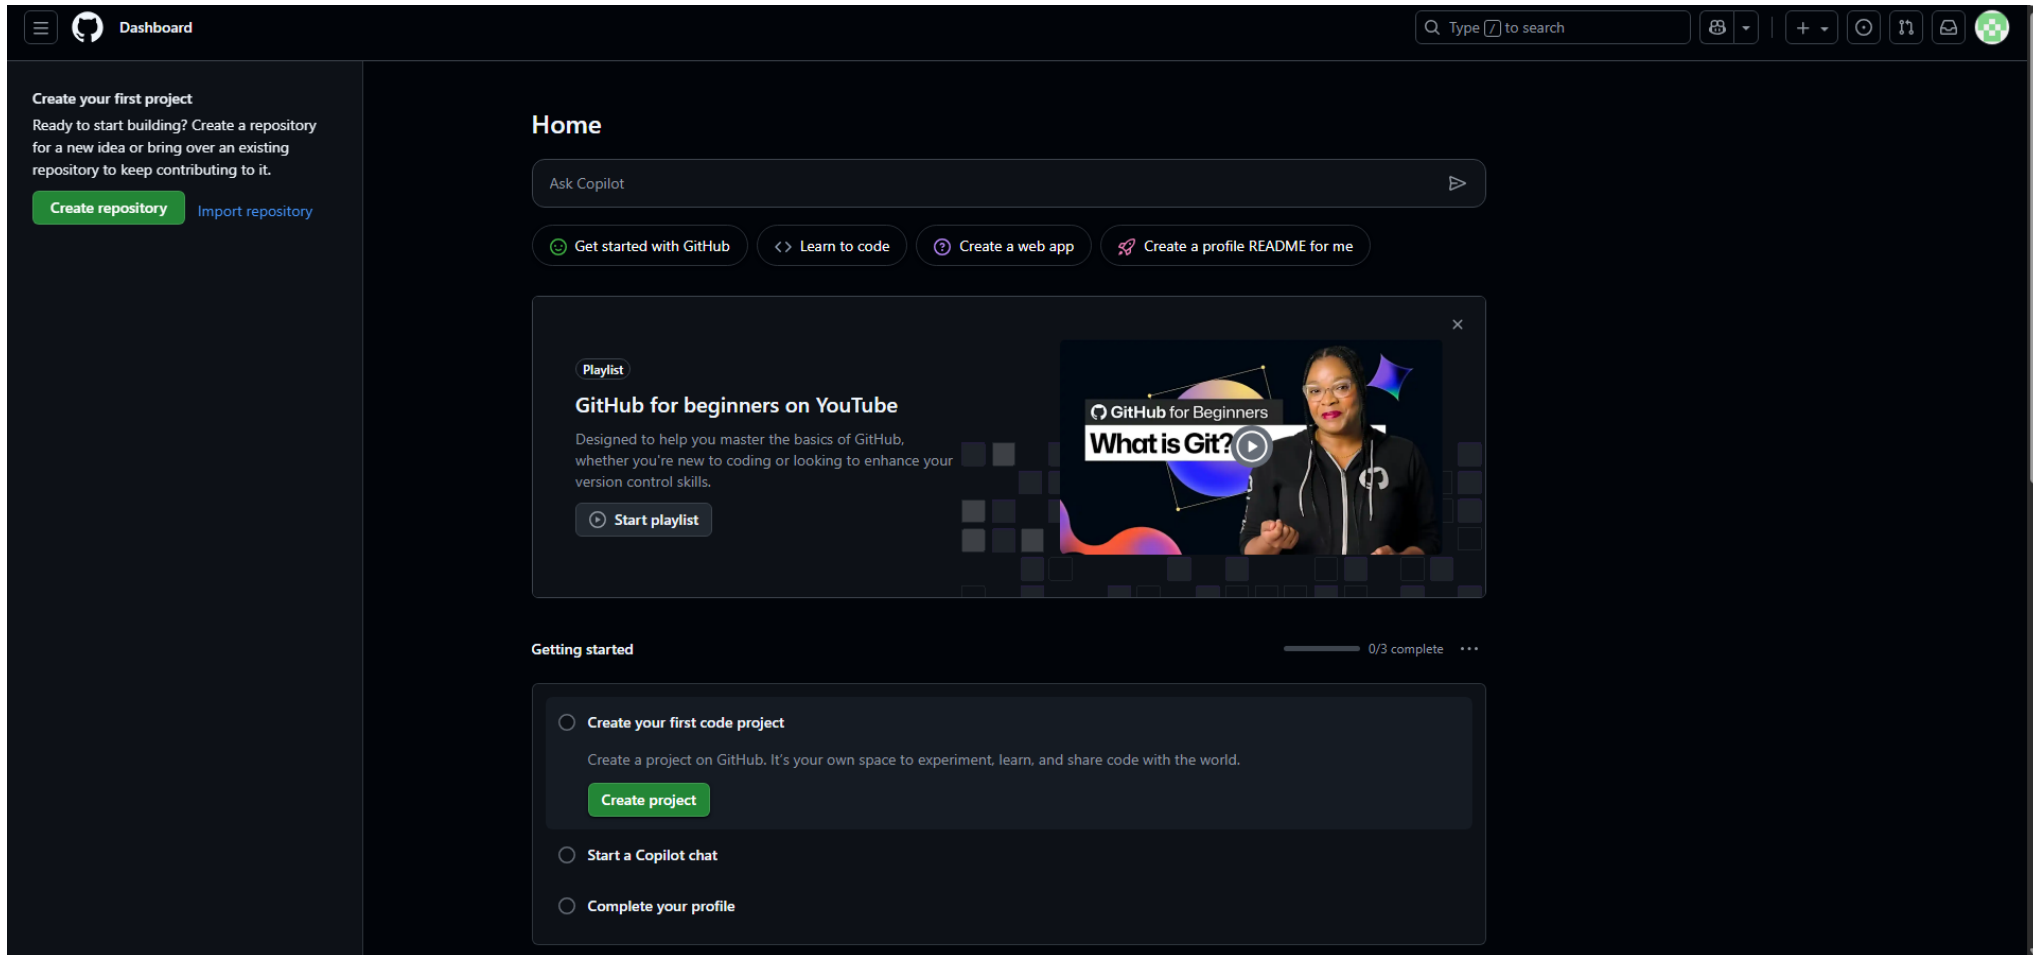 Dashboard
Type / to search
Create your first project
Ready to start building? Create a repository
for a new idea or bring over an existing
repository to keep contributing to it.
Create repository
Import repository
Home
Ask Copilot
Get started with GitHub
Learn to code
Create a web app
Create a profile README for me
Playlist
GitHub for beginners on YouTube
Designed to help you master the basics of GitHub,
whether you're new to coding or looking to enhance your
version control skills.
Start playlist
GitHub for Beginners
What is Git?
Getting started
0/3 complete
Create your first code project
Create a project on GitHub. It's your own space to experiment, learn, and share code with the world.
Create project
Start a Copilot chat
Complete your profile